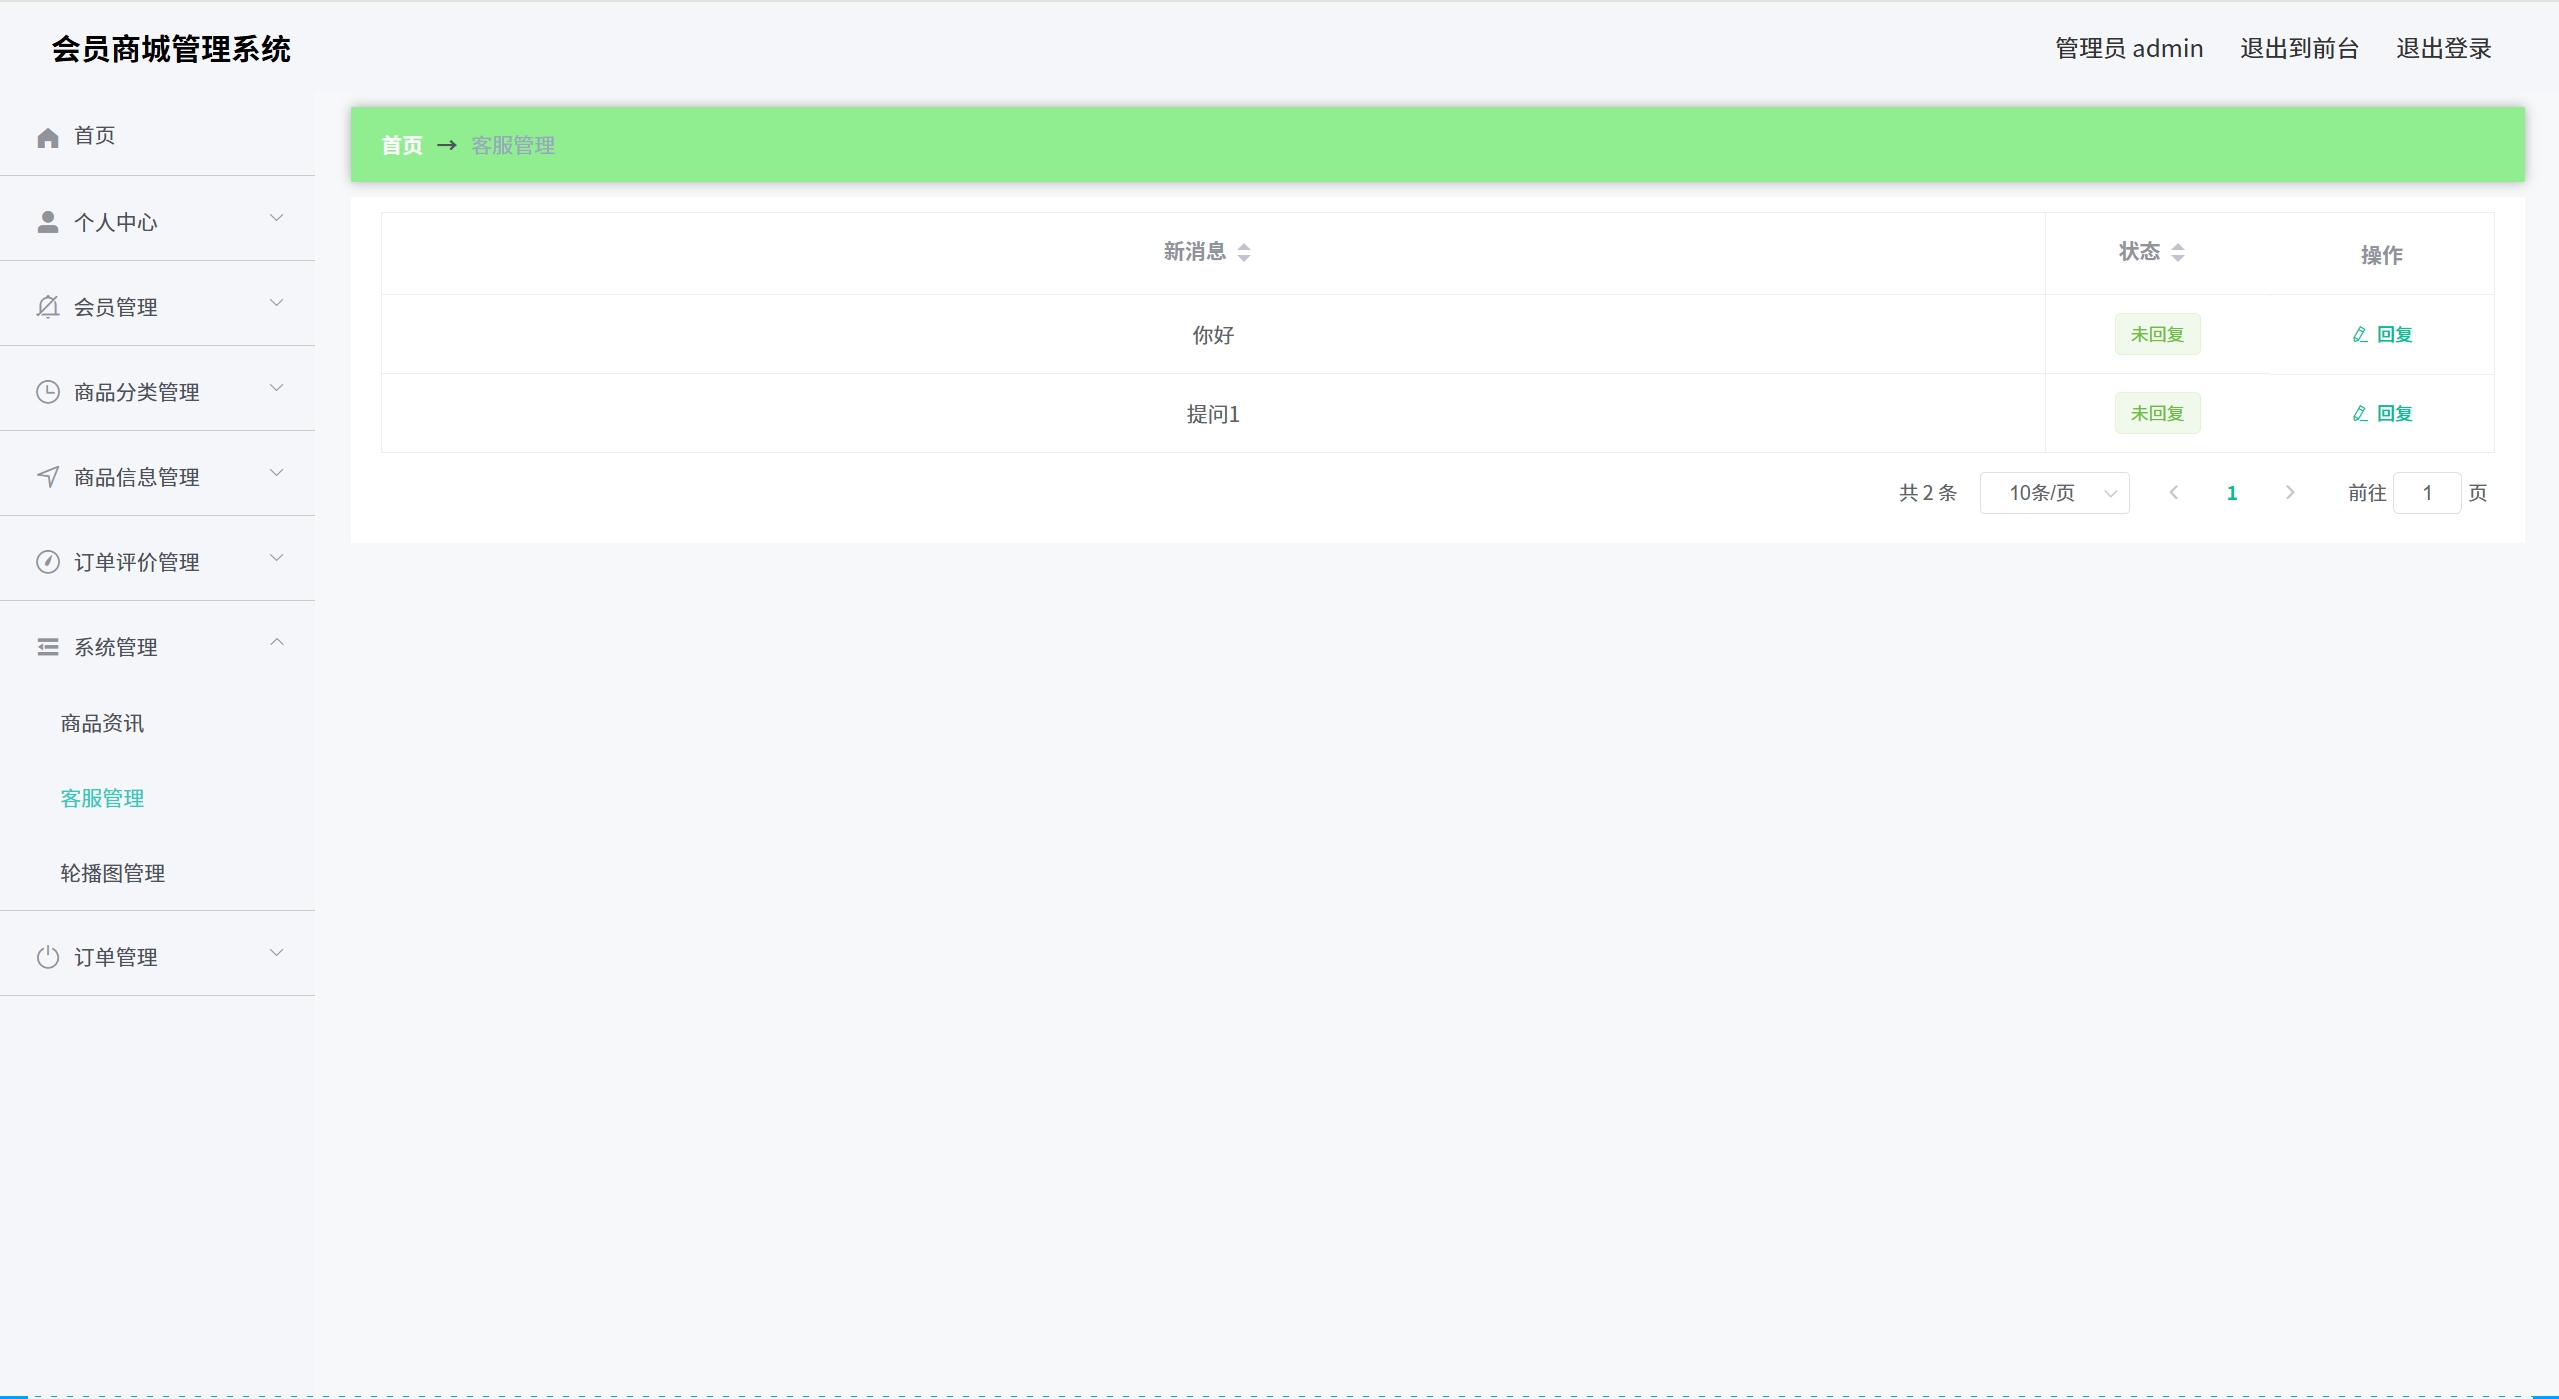 会员商城管理系统
管理员 admin 退出到前台 退出登录
首页
个人中心
会员管理
商品分类管理
商品信息管理
订单评价管理
系统管理
商品资讯
客服管理
轮播图管理
订单管理
首页 → 客服管理
新消息 状态 操作
你好 未回复 回复
提问1 未回复 回复
共 2 条 10条/页 1 前往 1 页